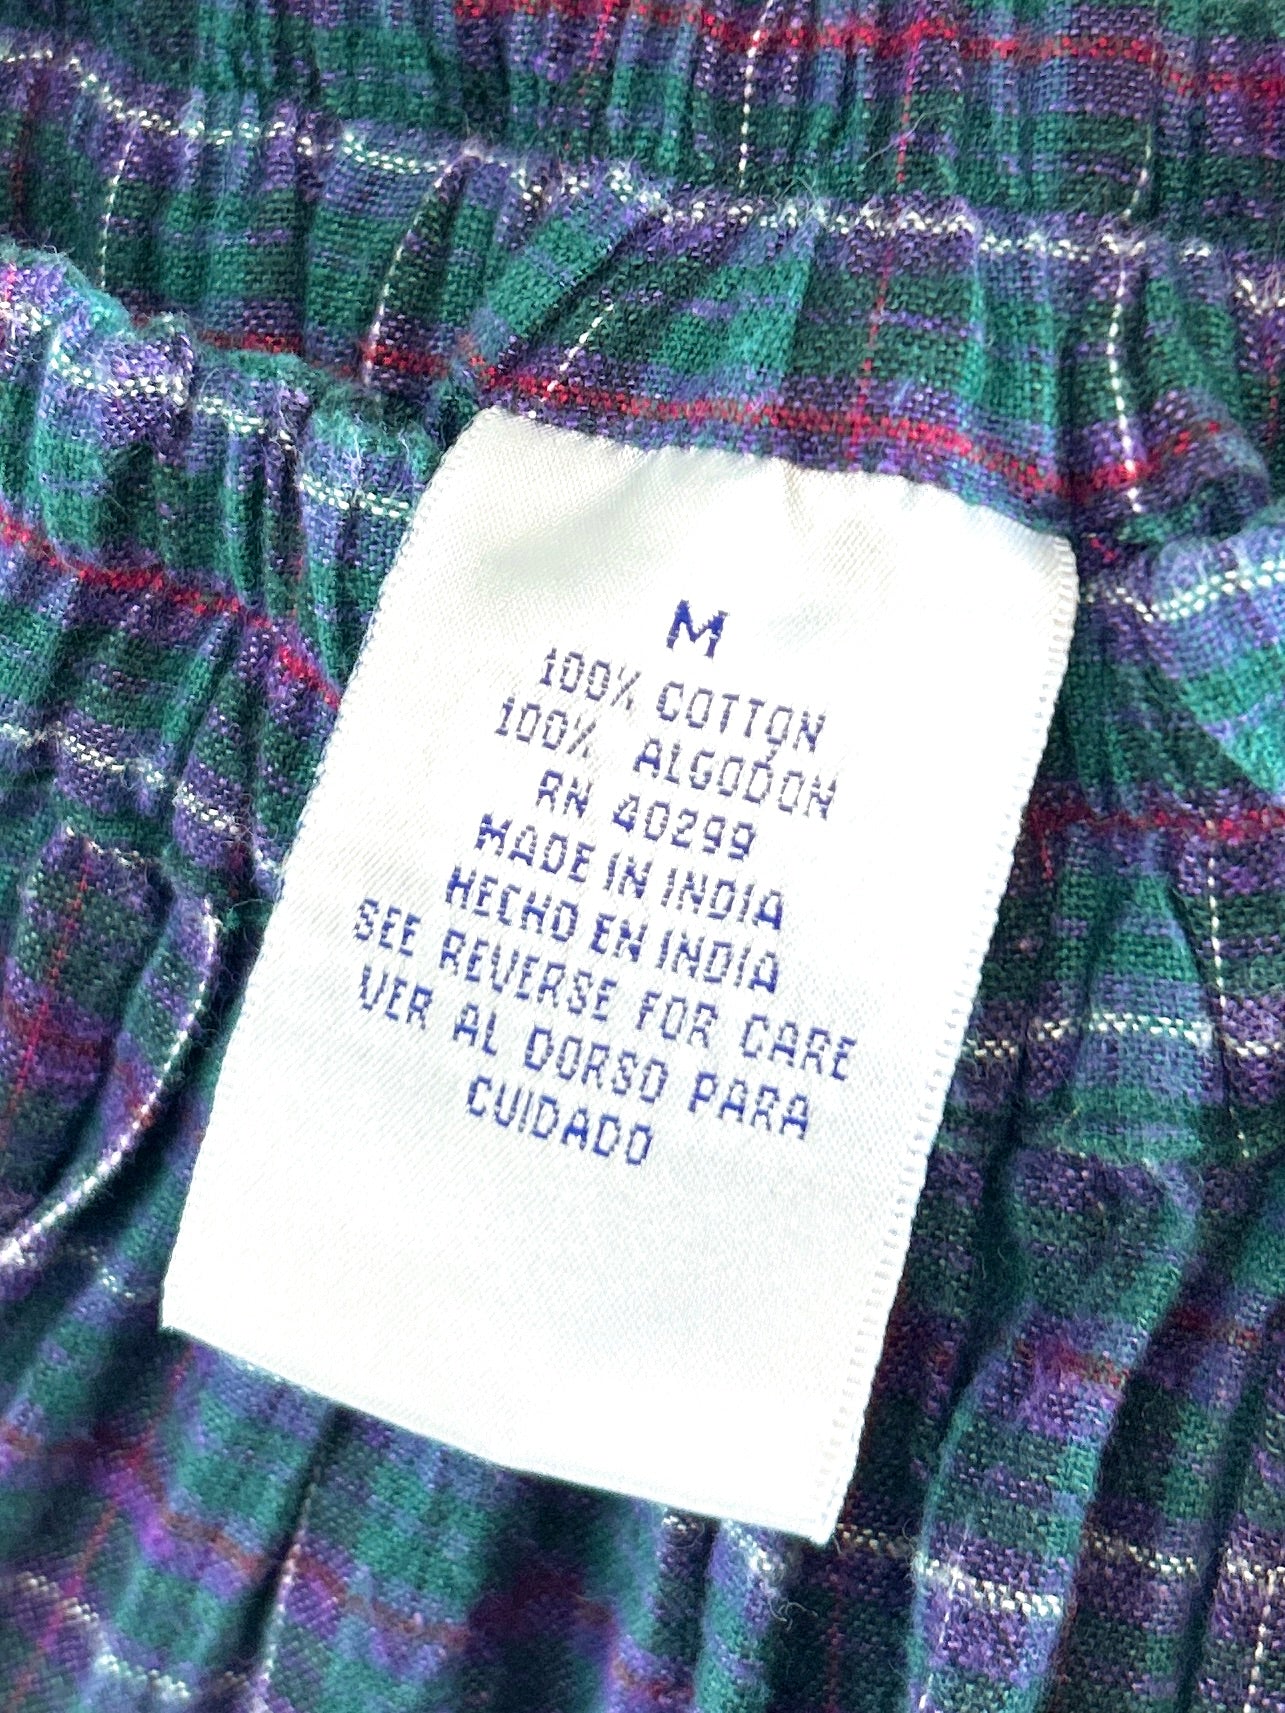 M
100% COTTON
100% ALGODON
RN 40299
MADE IN INDIA
HECHO EN INDIA
SEE REVERSE FOR CARE
VER AL DORSO PARA
CUIDADO